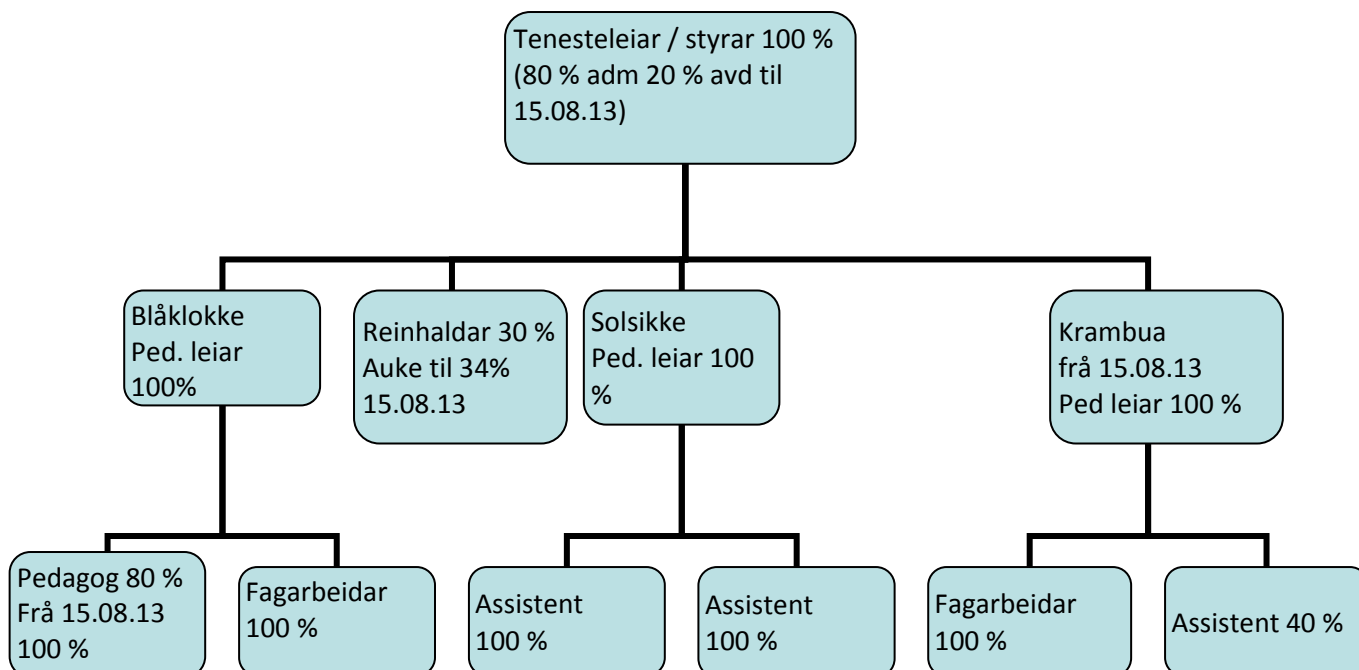 Tenesteleiar / styrar 100 %
(80 % adm 20 % avd til
15.08.13)
Blåklokke
Ped. leiar
100%
Reinhaldar 30 %
Auke til 34%
15.08.13
Solsikke
Ped. leiar 100
%
Krambua
frå 15.08.13
Ped leiar 100 %
Pedagog 80 %
Frå 15.08.13
100 %
Fagarbeidar
100 %
Assistent
100 %
Assistent
100 %
Fagarbeidar
100 %
Assistent 40 %